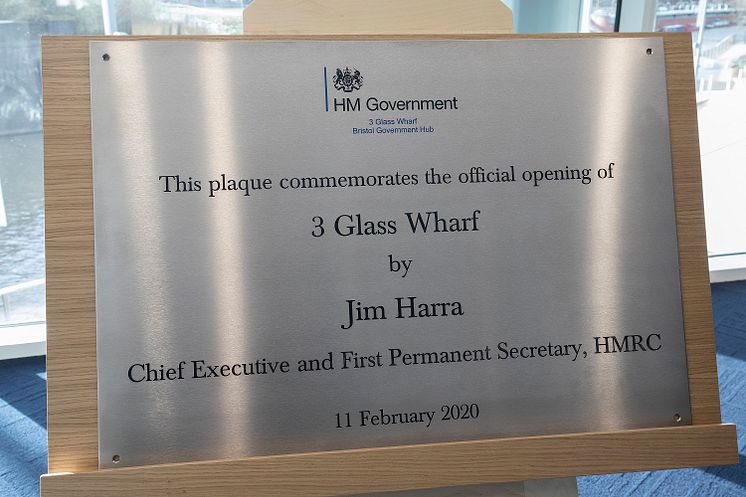 HM Government
3 Glass Wharf
Bristol Government Hub
This plaque commemorates the official opening of
3 Glass Wharf
by
Jim Harra
Chief Executive and First Permanent Secretary, HMRC
11 February 2020